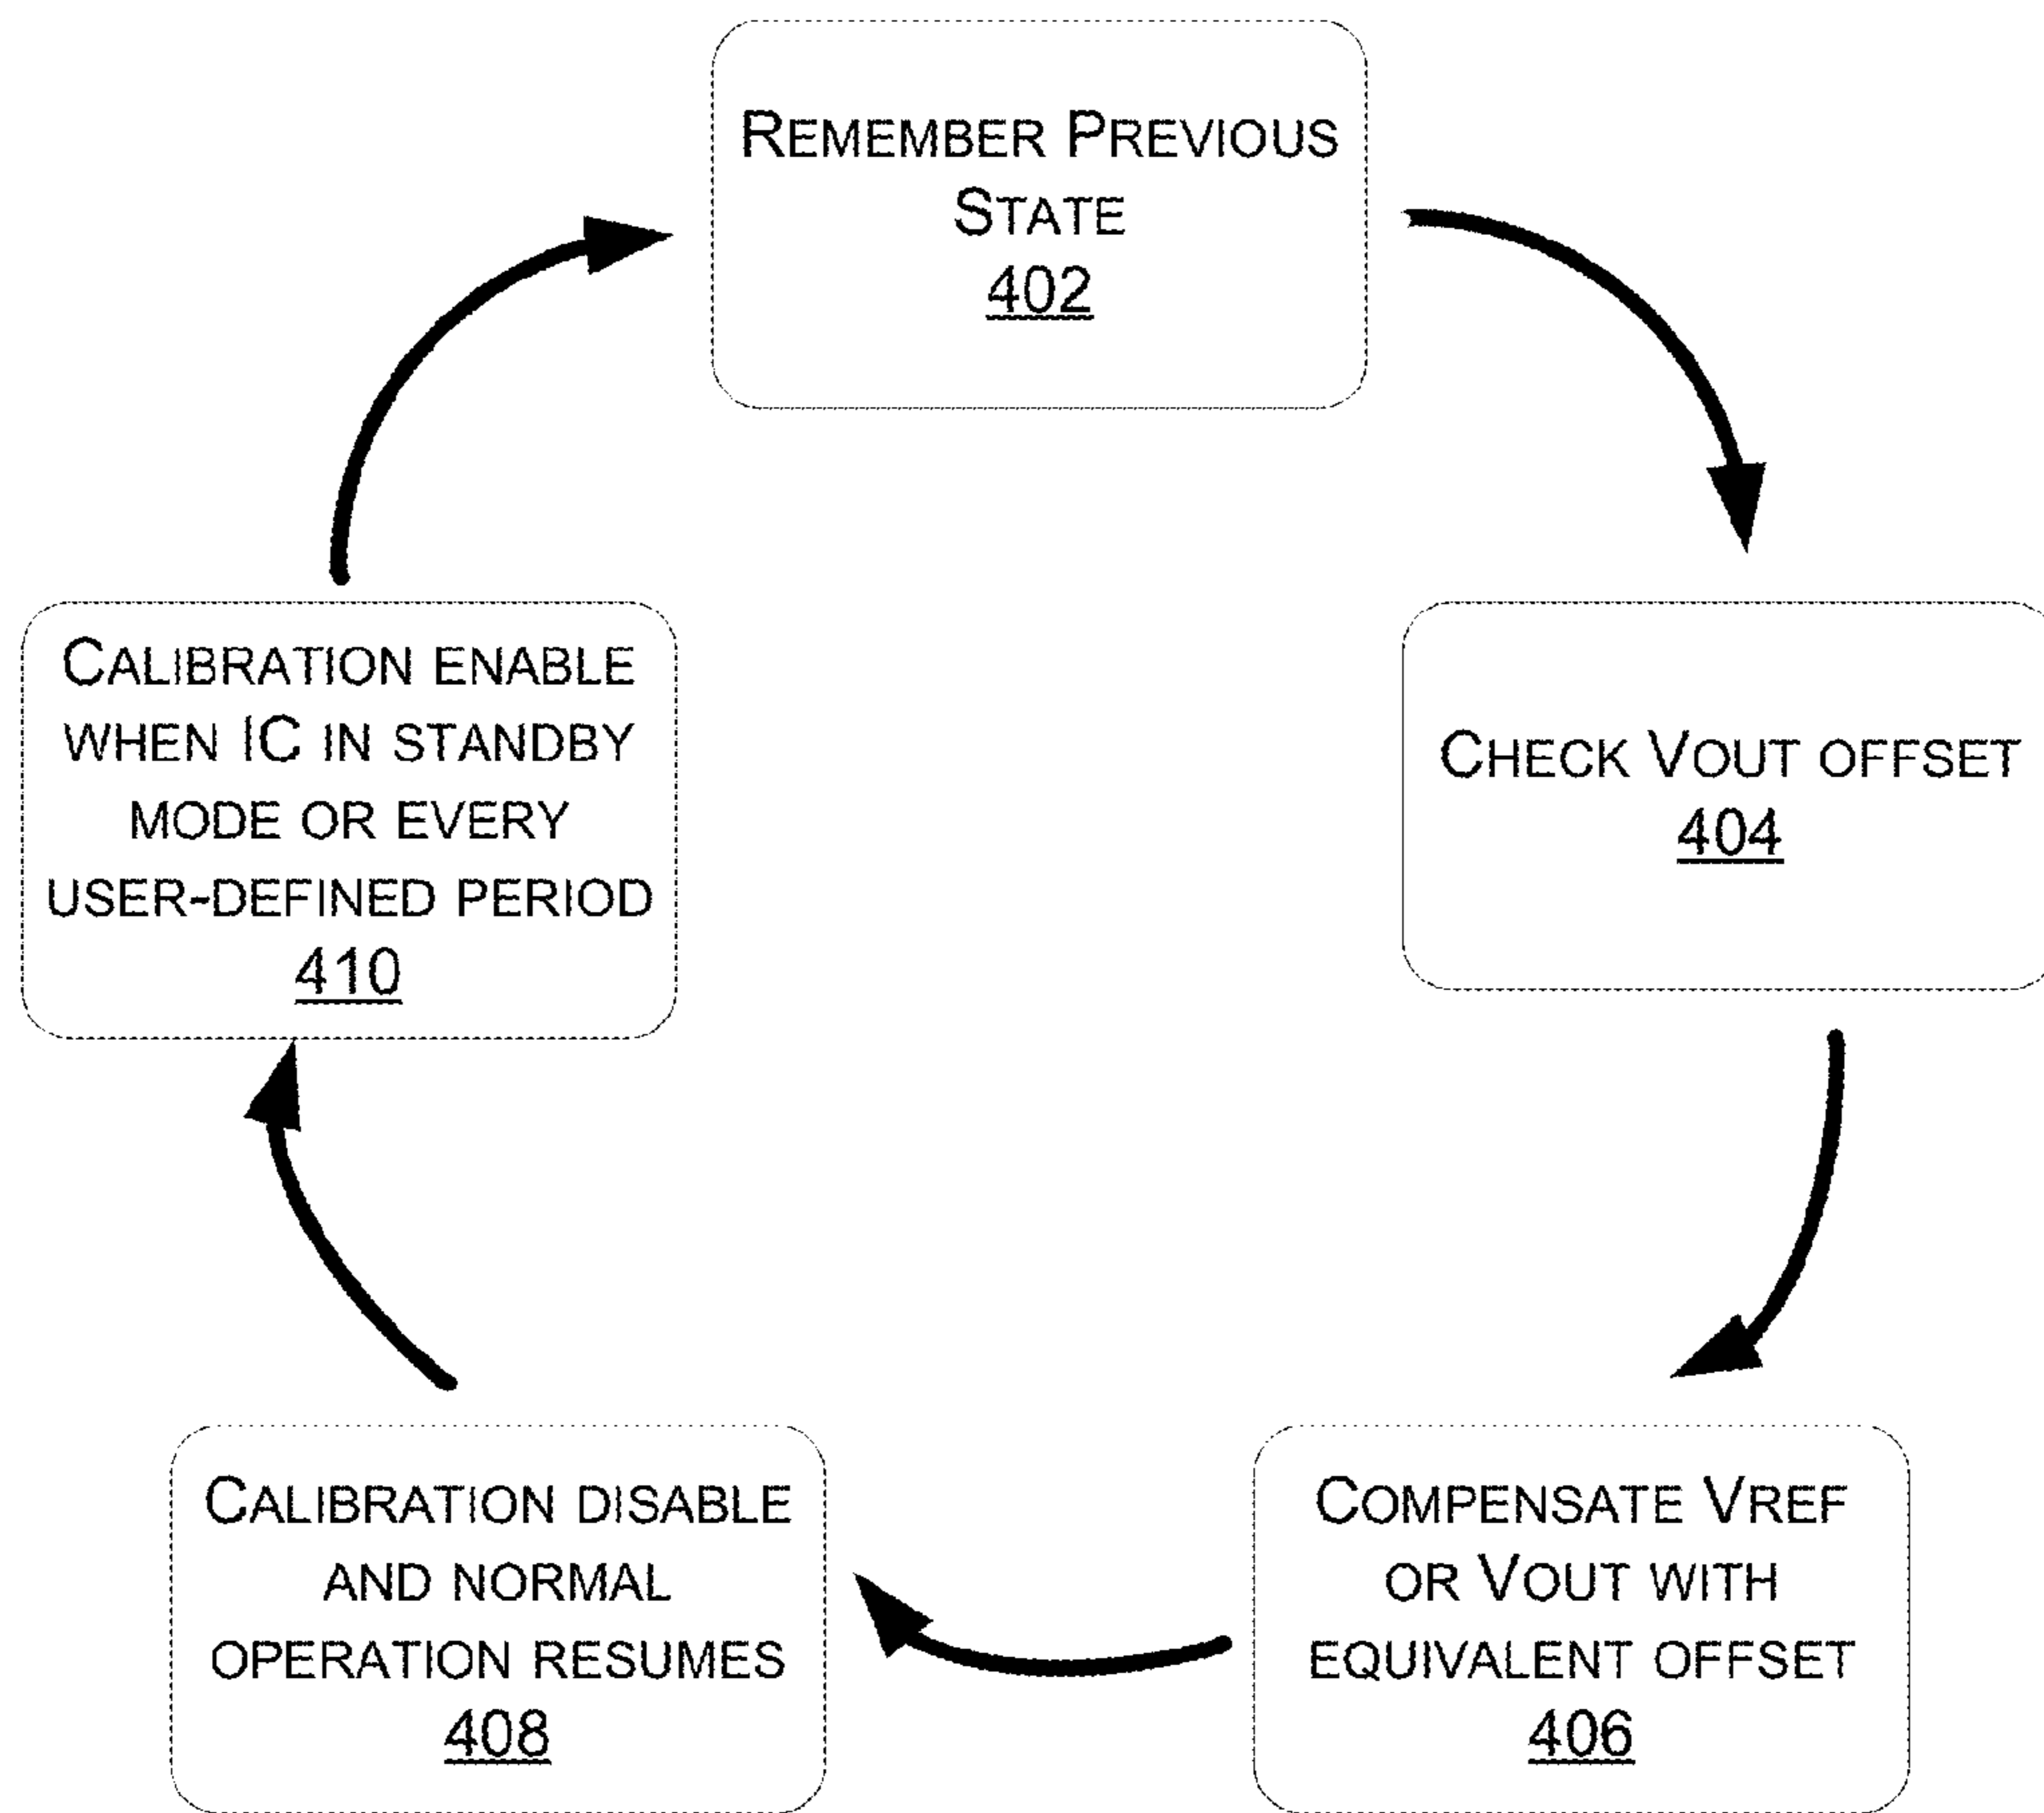 REMEMBER PREVIOUS
STATE
402
CHECK VOUT OFFSET
404
COMPENSATE VREF
OR VOUT WITH
EQUIVALENT OFFSET
406
CALIBRATION DISABLE
AND NORMAL
OPERATION RESUMES
408
CALIBRATION ENABLE
WHEN IC IN STANDBY
MODE OR EVERY
USER-DEFINED PERIOD
410